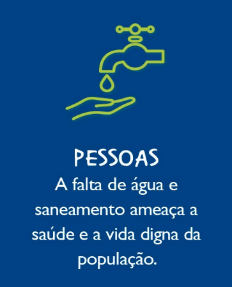 PESSOAS
A falta de água e
saneamento ameaça a
saúde e a vida digna da
população.